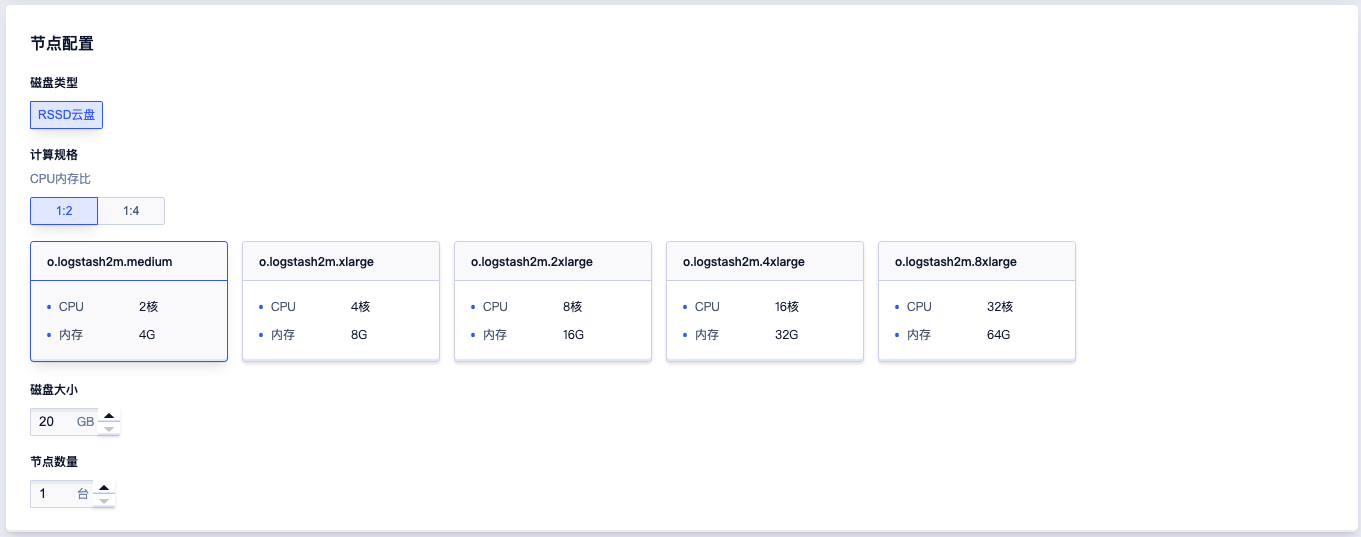 节点配置
磁盘类型
RSSD云盘
计算规格
CPU内存比
1:2 1:4
o.logstash2m.medium o.logstash2m.xlarge o.logstash2m.2xlarge o.logstash2m.4xlarge o.logstash2m.8xlarge
• CPU 2核 • CPU 4核 • CPU 8核 • CPU 16核 • CPU 32核
• 内存 4G • 内存 8G • 内存 16G • 内存 32G • 内存 64G
磁盘大小
20 GB
节点数量
1 台